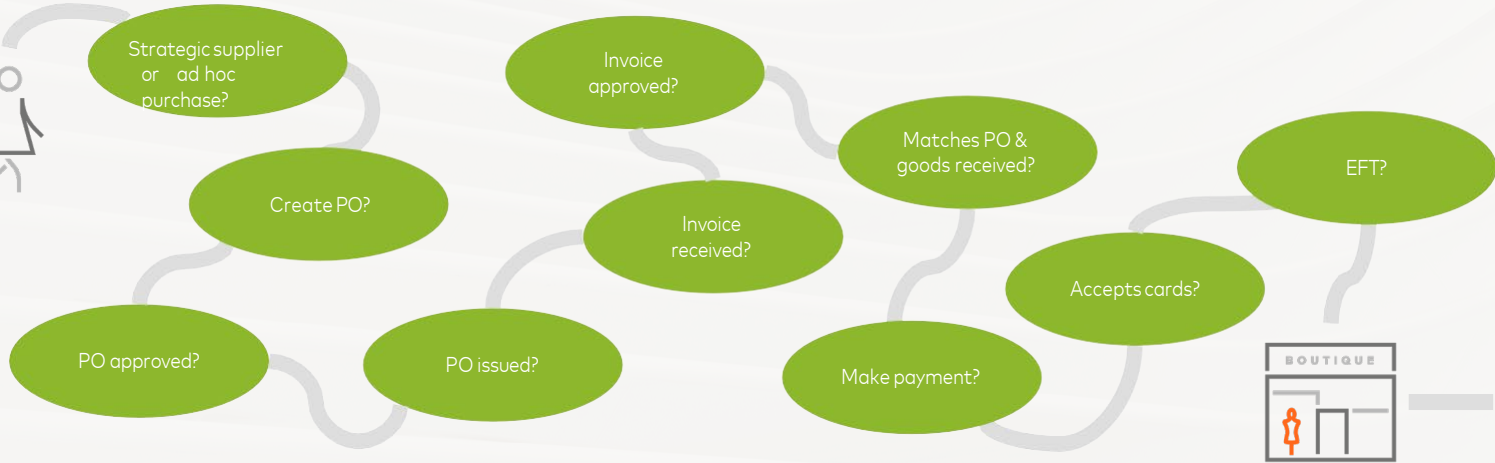 Strategic supplier
or ad hoc
purchase?
Create PO?
PO approved?
PO issued?
Invoice
received?
Invoice
approved?
Matches PO &
goods received?
Make payment?
Accepts cards?
EFT?
BOUTIQUE